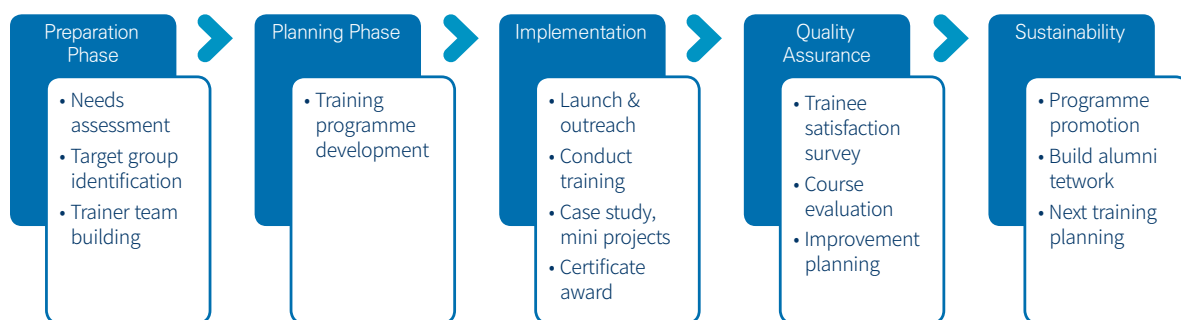 Preparation
Phase
• Needs
assessment
• Target group
identification
• Trainer team
building
Planning Phase
• Training
programme
development
Implementation
• Launch &
outreach
• Conduct
training
• Case study,
mini projects
• Certificate
award
Quality
Assurance
• Trainee
satisfaction
survey
• Course
evaluation
• Improvement
planning
Sustainability
• Programme
promotion
• Build alumni
tetwork
• Next training
planning